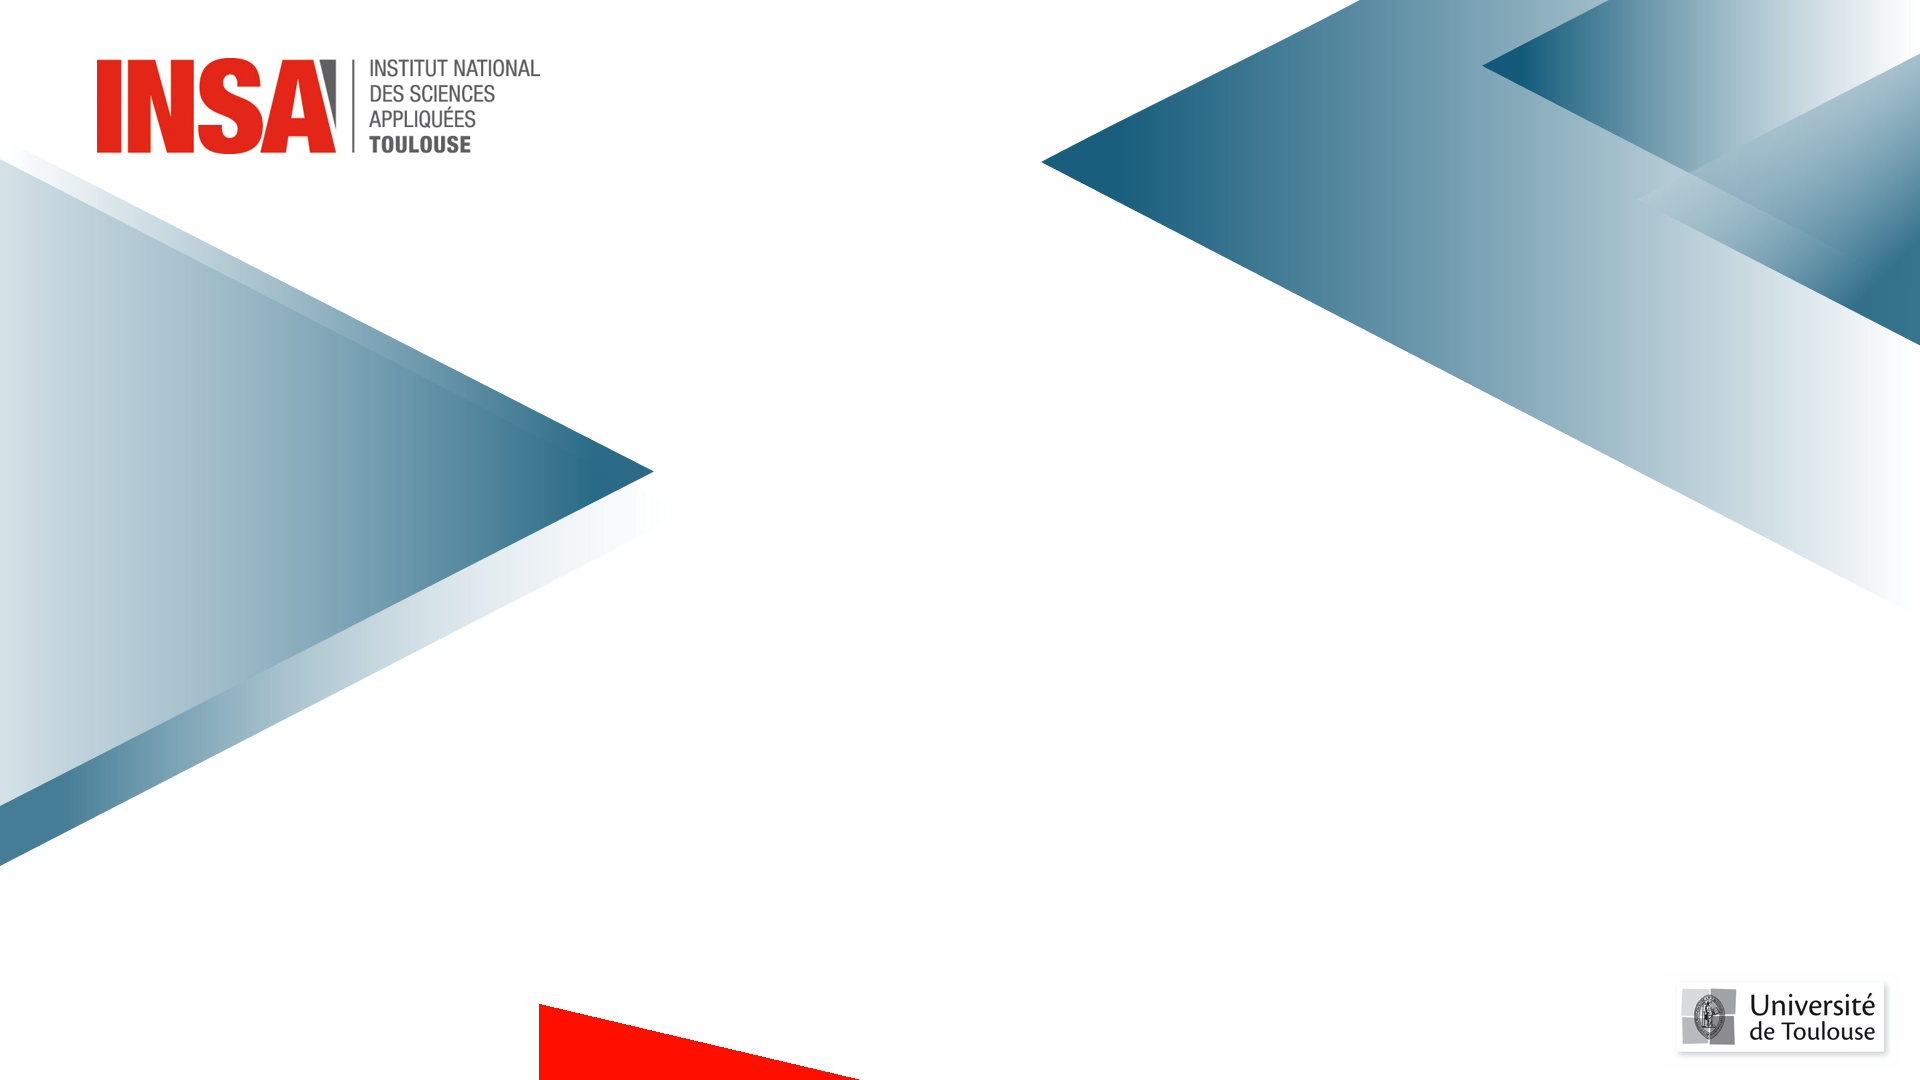 INSA
INSTITUT NATIONAL
DES SCIENCES
APPLIQUÉES
TOULOUSE
Université
de Toulouse